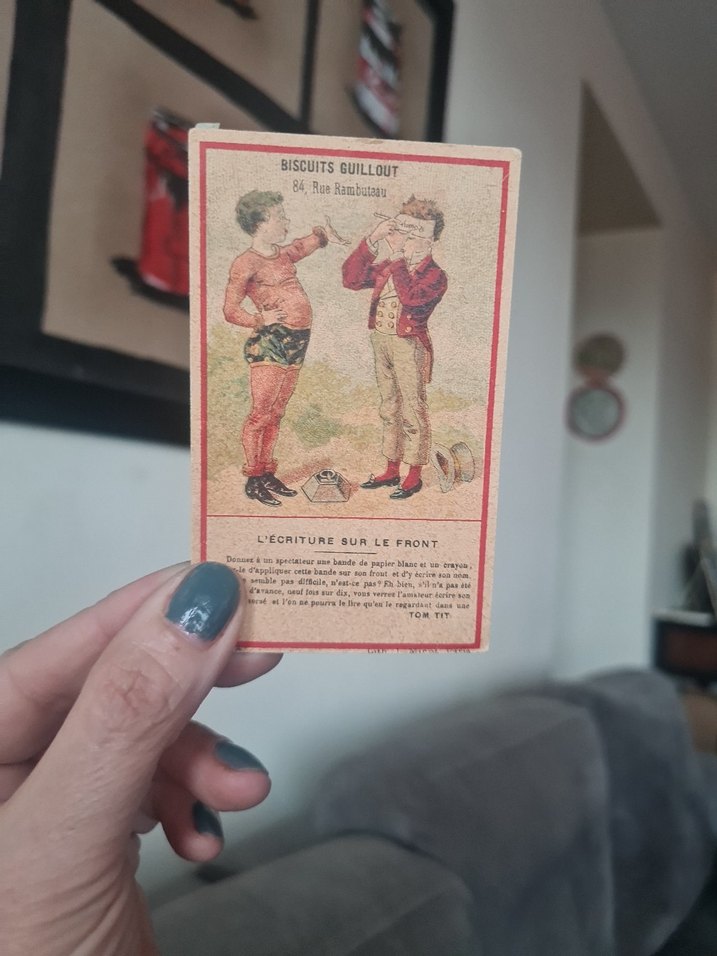 BISCUITS GUILLOUT
84, Rue Rambuteau
L'ÉCRITURE SUR LE FRONT
Donnez à un spectateur une bande de papier blanc et un crayon,
-le d'appliquer cette bande sur son front et d'y écrire son nom.
semble pas difficile, n'est-ce pas? Eh bien, s'il n'a pas été
d'avance, neuf fois sur dix, vous verrez l'amateur écrire son
versé et l'on ne pourra le lire qu'en le regardant dans une
TOM TIT.